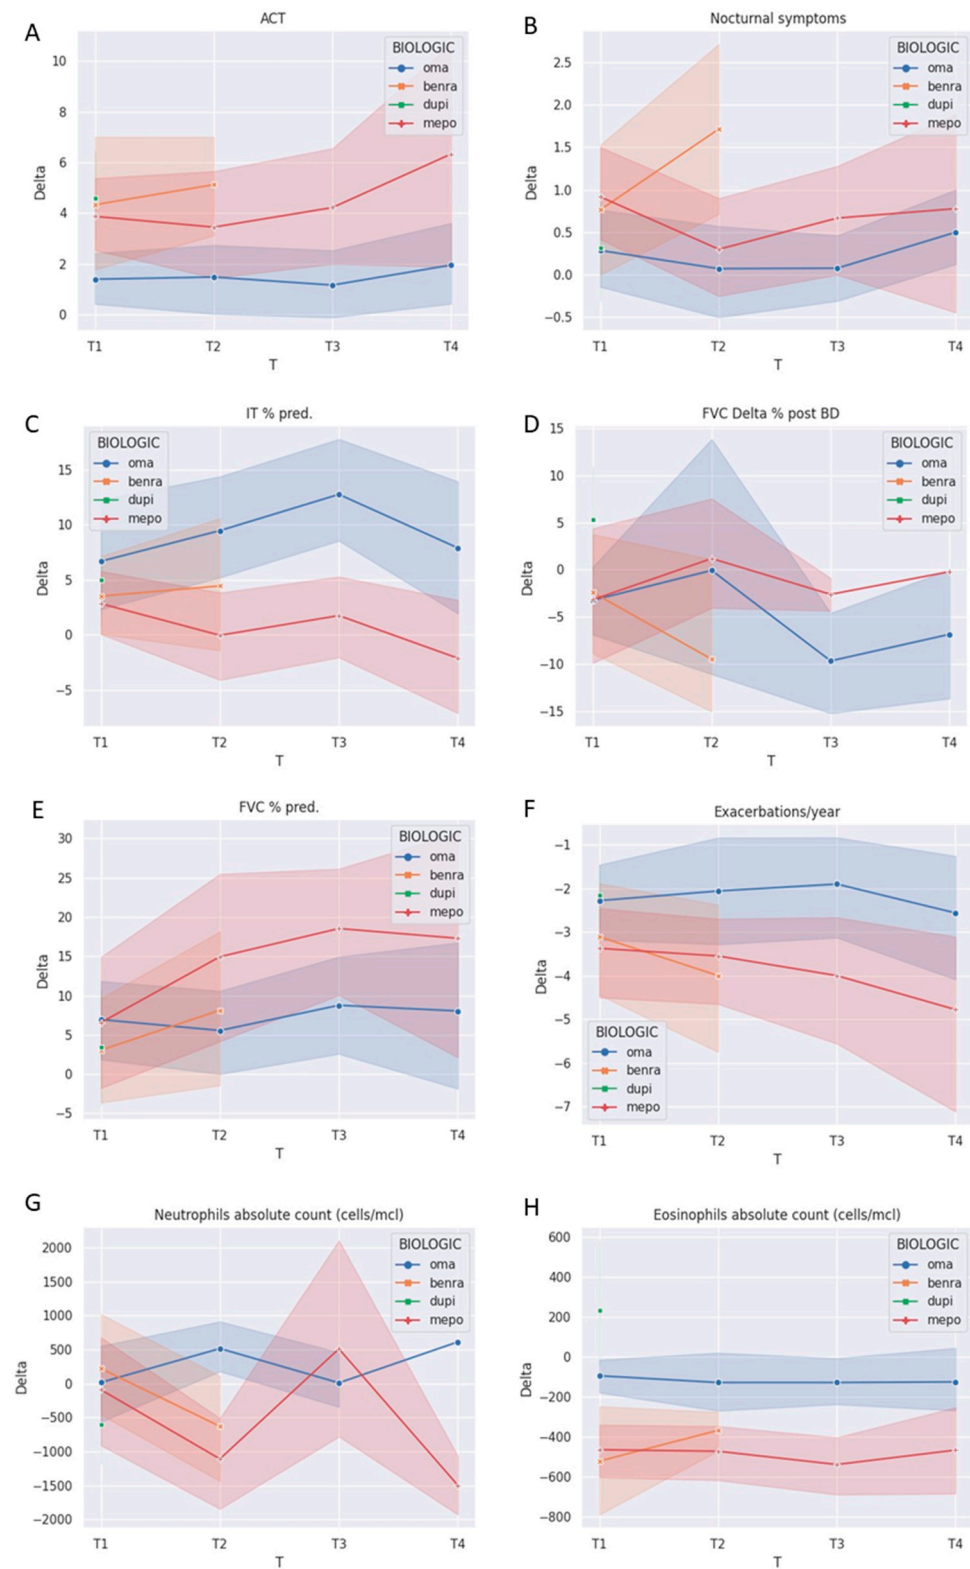 A
ACT
Delta
10
8
6
4
2
0
BIOLOGIC
oma
benra
dupi
mepo
T1 T2 T3 T4
T
B
Nocturnal symptoms
Delta
2.5
2.0
1.5
1.0
0.5
0.0
−0.5
BIOLOGIC
oma
benra
dupi
mepo
T1 T2 T3 T4
T
C
IT % pred.
Delta
15
10
5
0
−5
BIOLOGIC
oma
benra
dupi
mepo
T1 T2 T3 T4
T
D
FVC Delta % post BD
Delta
15
10
5
0
−5
−10
−15
BIOLOGIC
oma
benra
dupi
mepo
T1 T2 T3 T4
T
E
FVC % pred.
Delta
30
25
20
15
10
5
0
−5
BIOLOGIC
oma
benra
dupi
mepo
T1 T2 T3 T4
T
F
Exacerbations/year
Delta
−1
−2
−3
−4
−5
−6
−7
BIOLOGIC
oma
benra
dupi
mepo
T1 T2 T3 T4
T
G
Neutrophils absolute count (cells/mcl)
Delta
2000
1500
1000
500
0
−500
−1000
−1500
−2000
BIOLOGIC
oma
benra
dupi
mepo
T1 T2 T3 T4
T
H
Eosinophils absolute count (cells/mcl)
Delta
600
400
200
0
−200
−400
−600
−800
BIOLOGIC
oma
benra
dupi
mepo
T1 T2 T3 T4
T